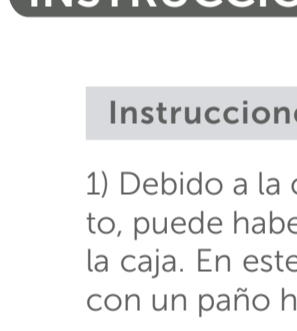 Instruccion
1) Debido a la
to, puede habe
la caja. En este
con un paño h